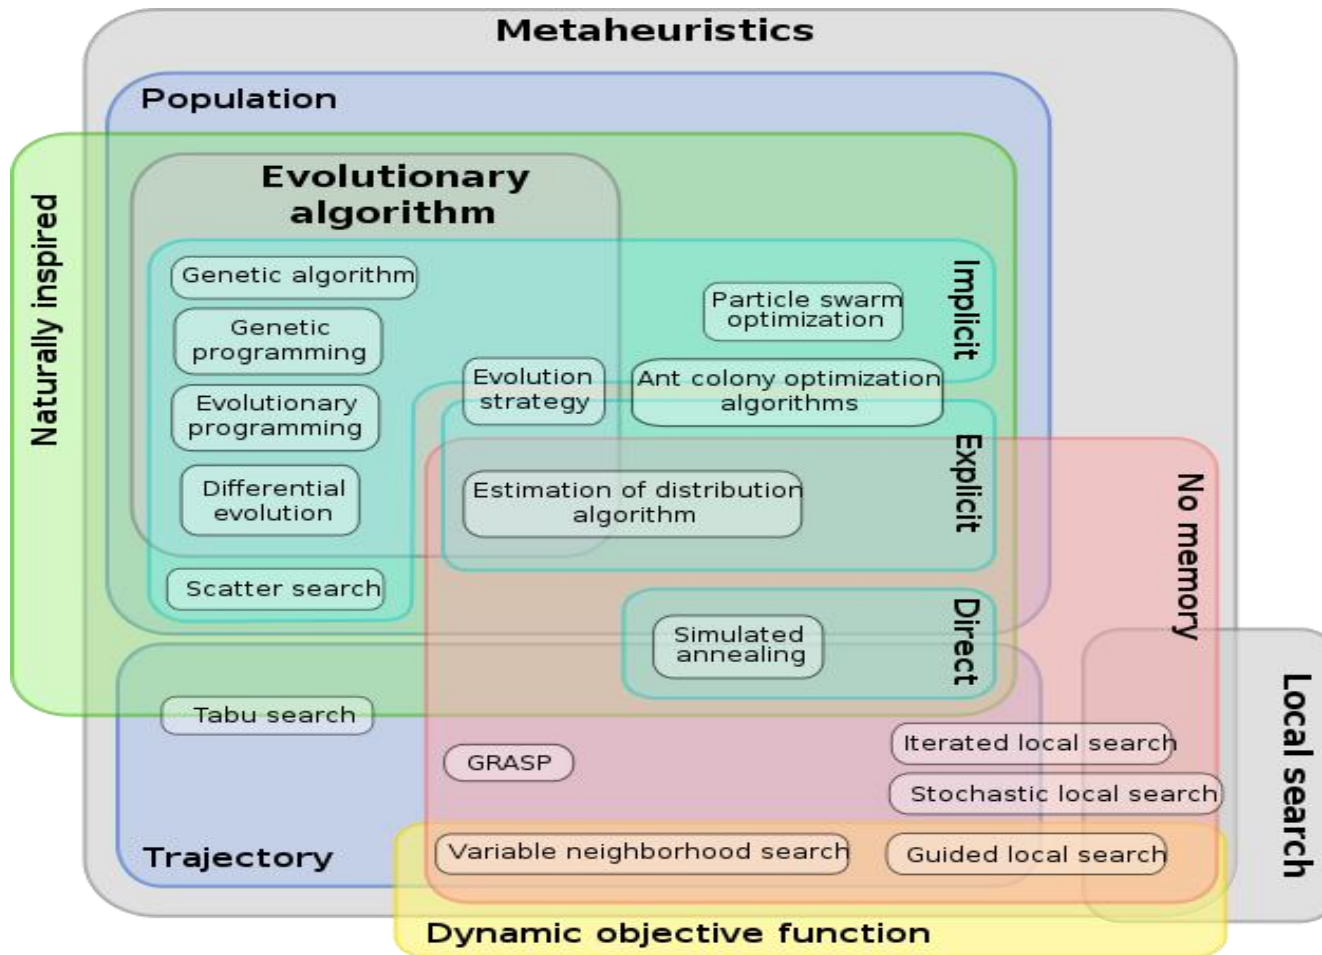 Metaheuristics
Population
Naturally inspired
Evolutionary
algorithm
Genetic algorithm
Implicit
Particle swarm
optimization
Genetic
programming
Evolution
strategy
Ant colony optimization
algorithms
Evolutionary
programming
Explicit
No memory
Differential
evolution
Estimation of distribution
algorithm
Scatter search
Direct
Simulated
annealing
Local search
Tabu search
GRASP
Iterated local search
Stochastic local search
Trajectory
Variable neighborhood search
Guided local search
Dynamic objective function